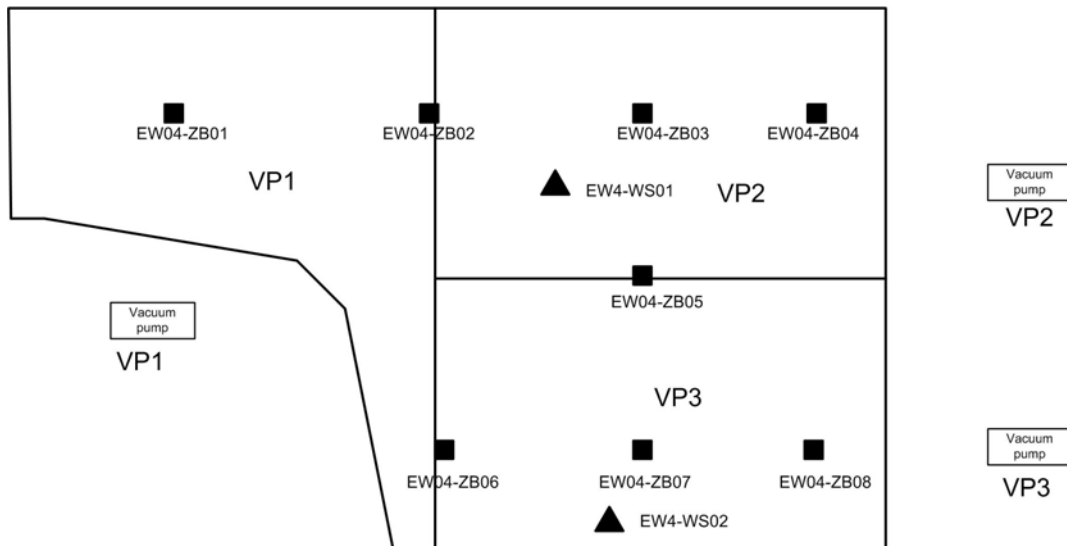 EW04-ZB01
EW04-ZB02
EW04-ZB03
EW04-ZB04
VP1
EW4-WS01
VP2
Vacuum
pump
VP2
EW04-ZB05
Vacuum
pump
VP1
VP3
Vacuum
pump
VP3
EW04-ZB06
EW04-ZB07
EW04-ZB08
EW4-WS02